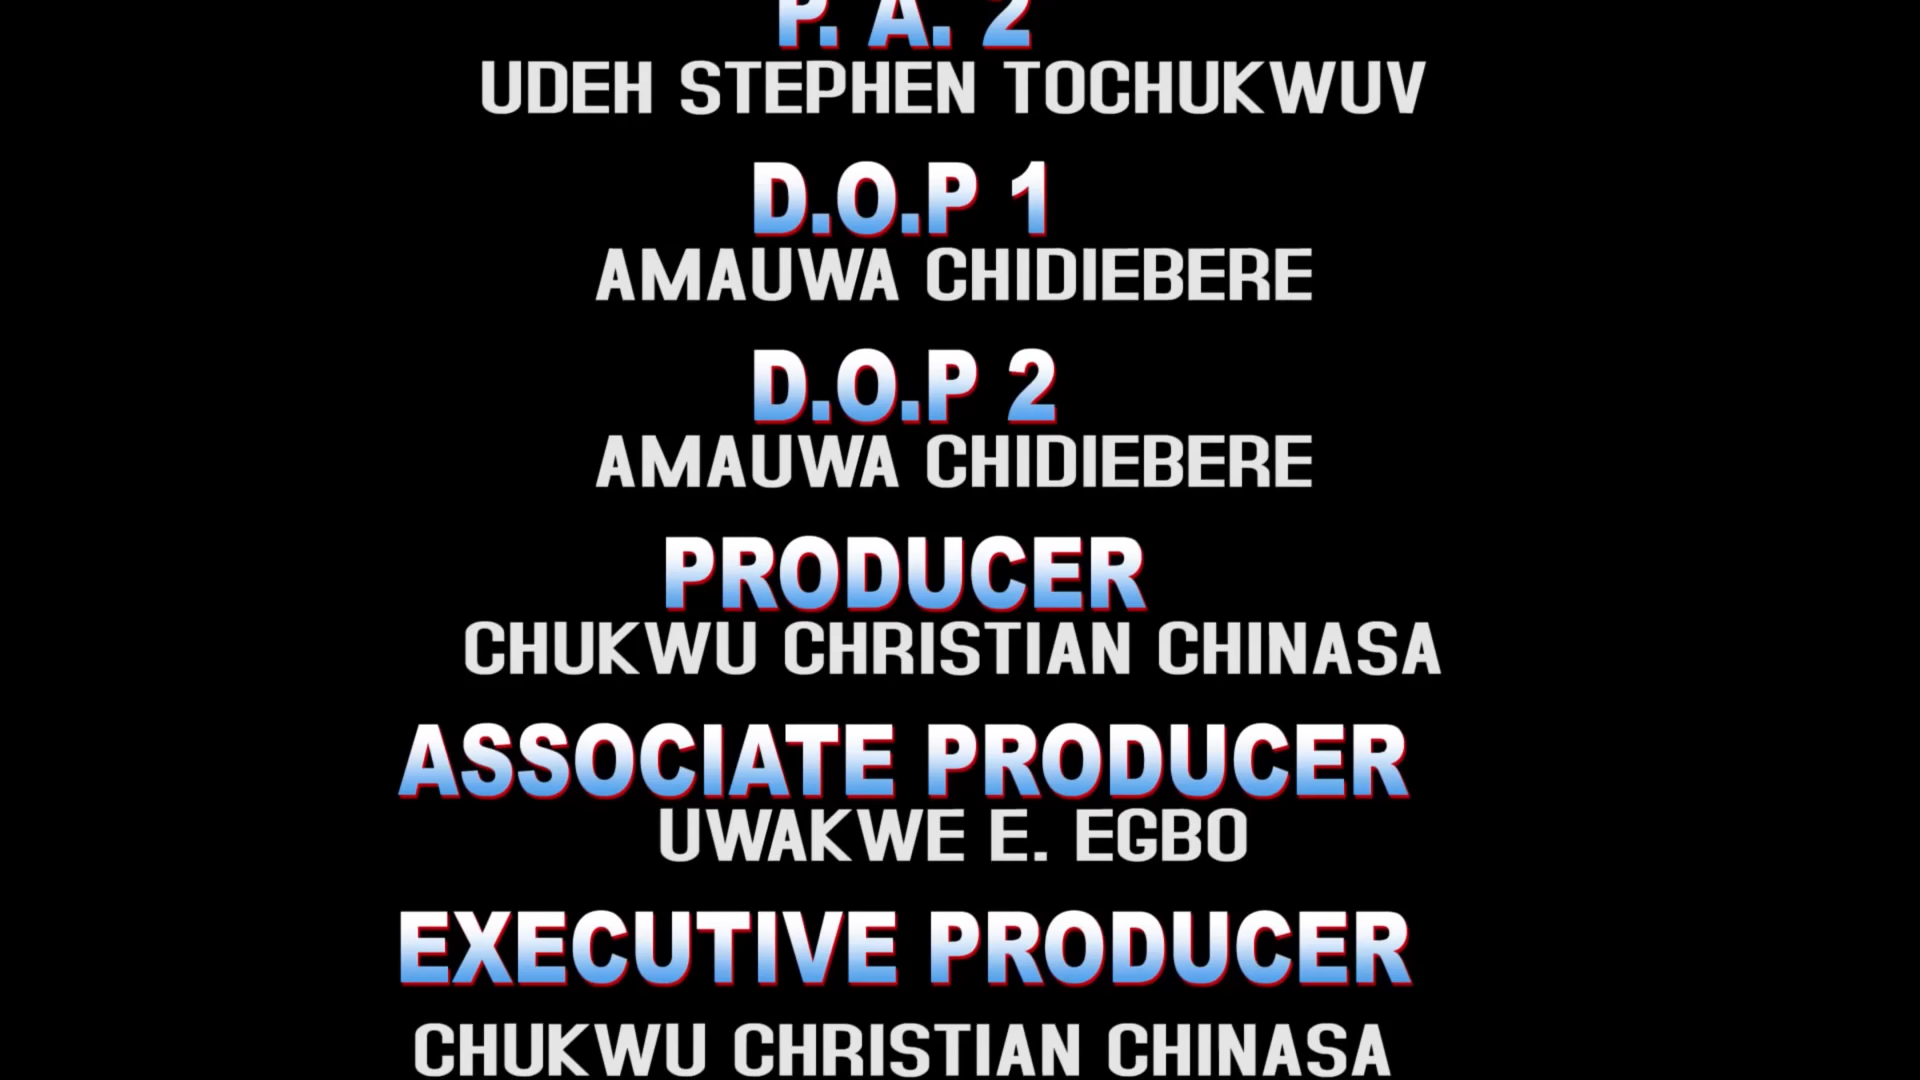 P. A. 2
UDEH STEPHEN TOCHUKWUV
D.O.P 1
AMAUWA CHIDIEBERE
D.O.P 2
AMAUWA CHIDIEBERE
PRODUCER
CHUKWU CHRISTIAN CHINASA
ASSOCIATE PRODUCER
UWAKWE E. EGBO
EXECUTIVE PRODUCER
CHUKWU CHRISTIAN CHINASA